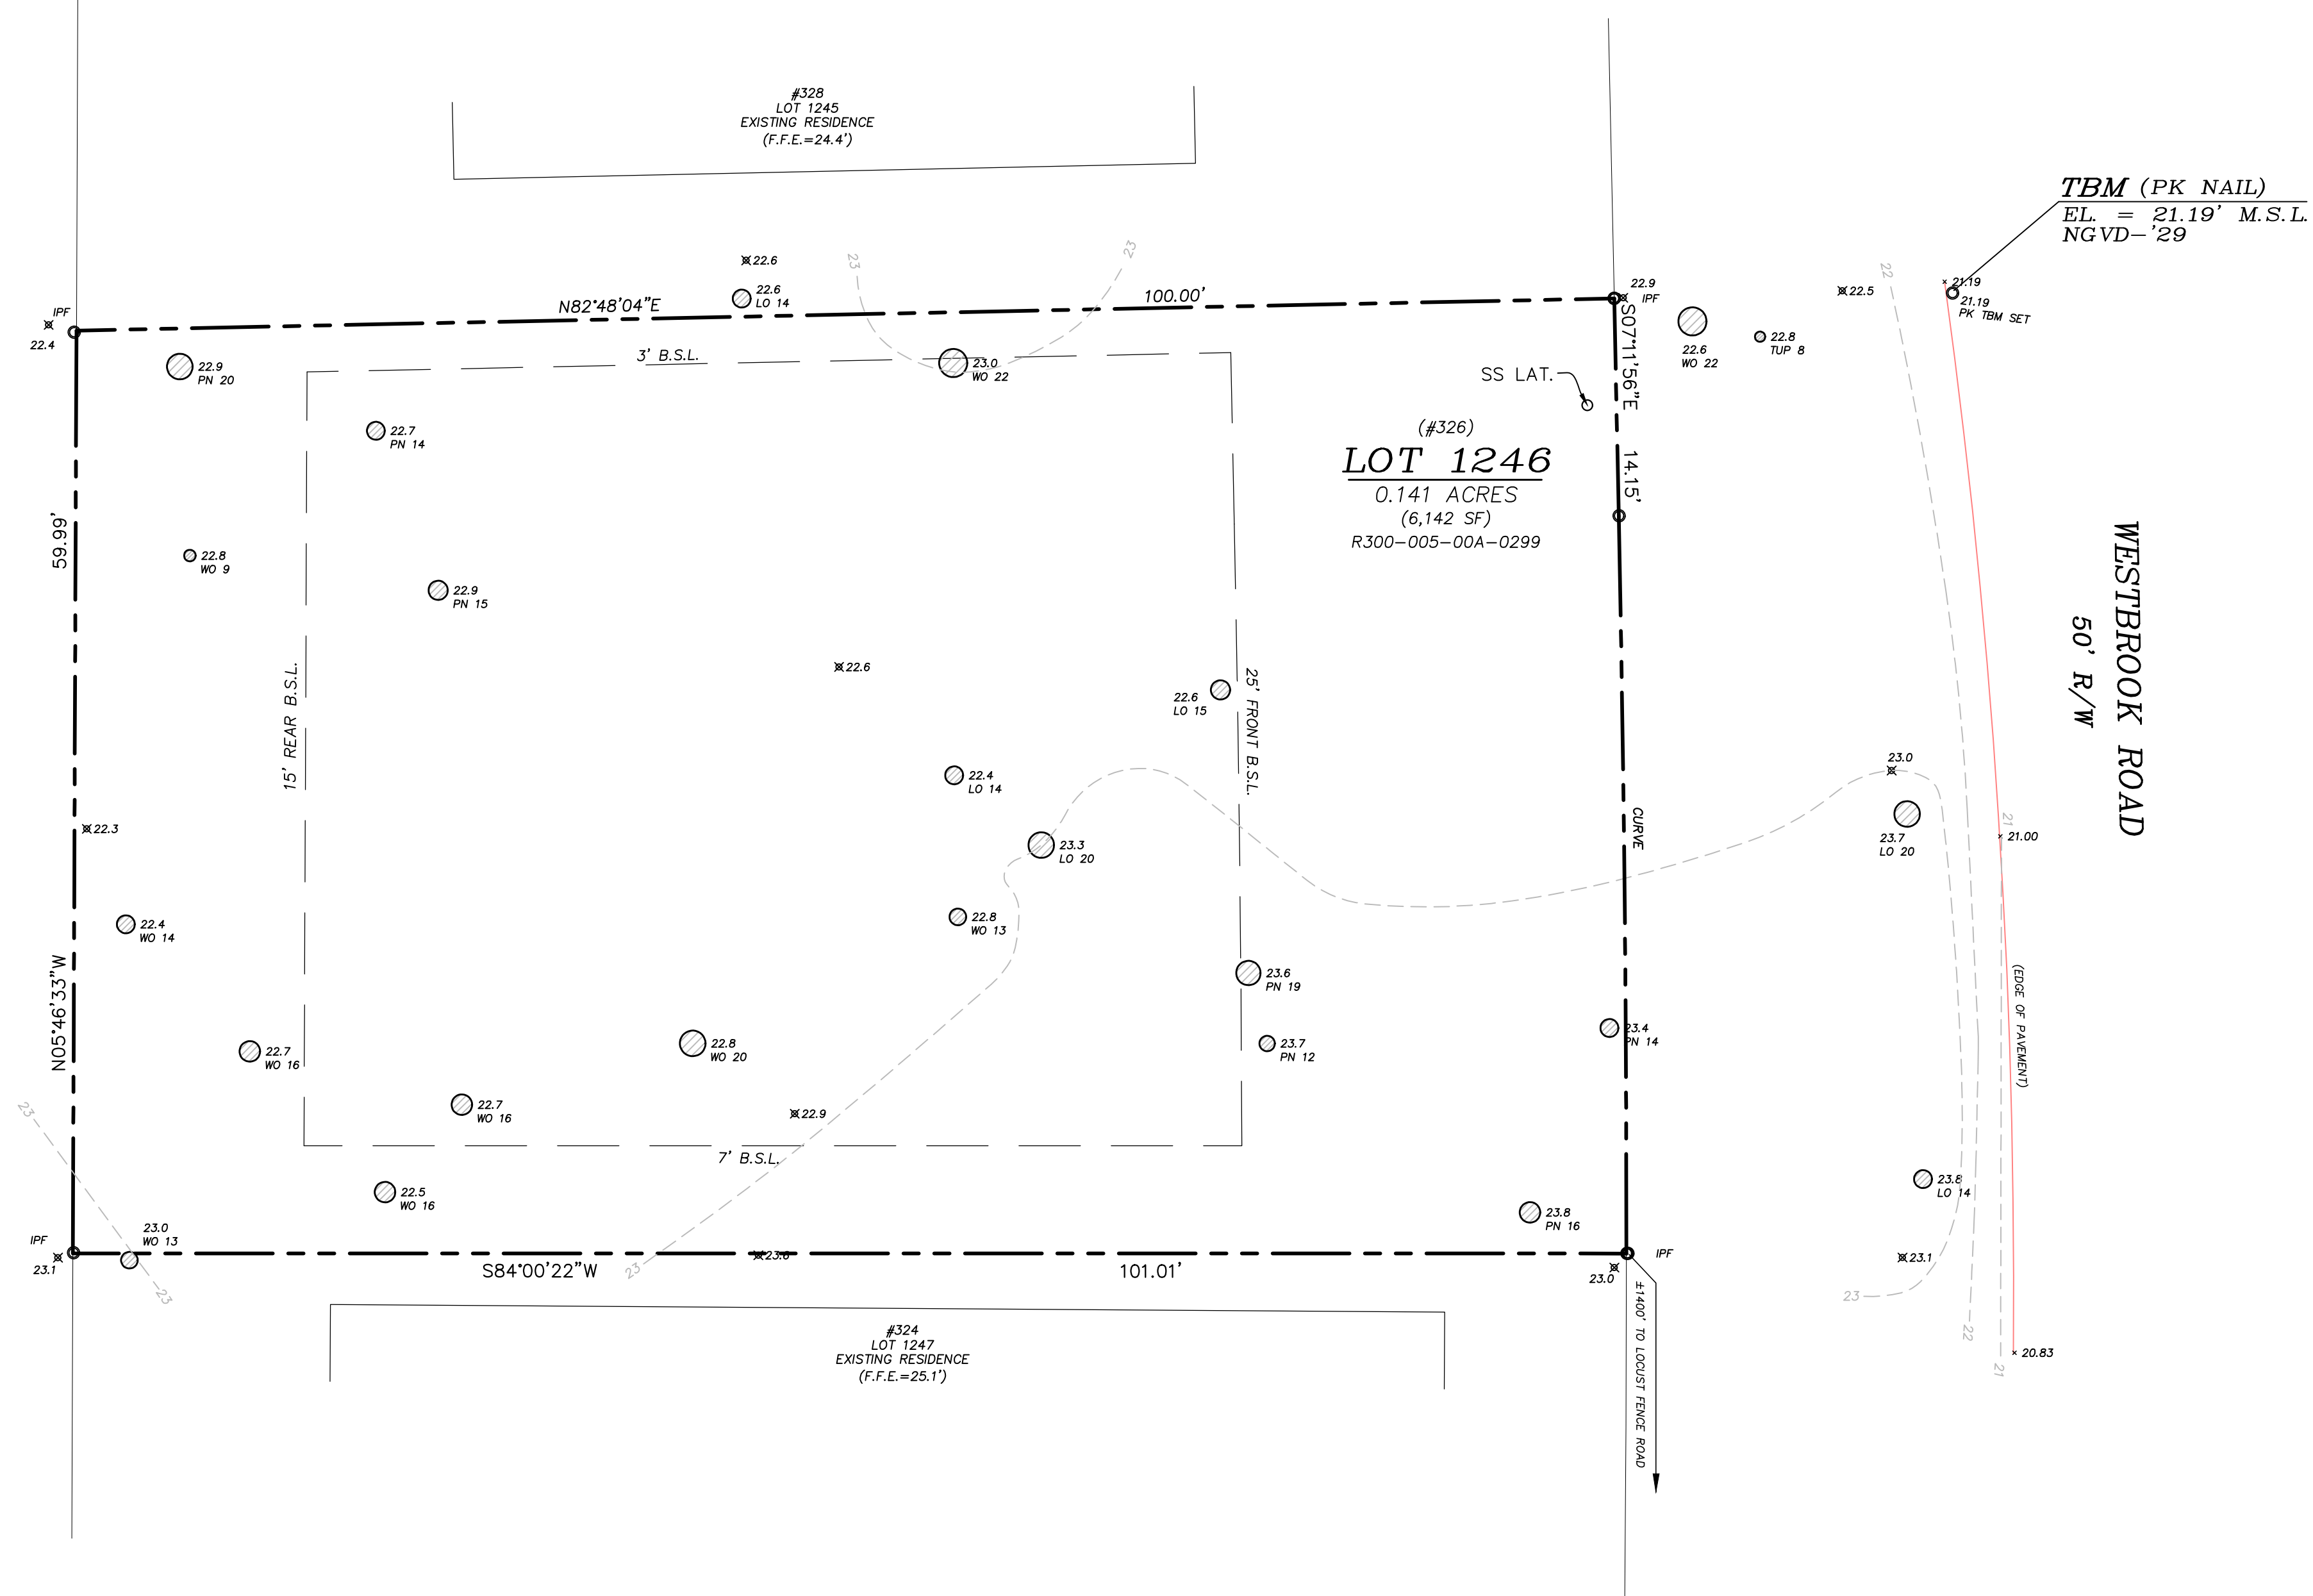 #328
LOT 1245
EXISTING RESIDENCE
(F.F.E.=24.4')
TBM (PK NAIL)
EL. = 21.19' M.S.L.
NGVD-'29
22.6
23
23
22.6
LO 14
N82°48'04"E
100.00'
22.9
IPF
22
22.5
21.19
21.19
PK TBM SET
IPF
22.4
22.9
PN 20
3' B.S.L.
23.0
WO 22
S07°11'56"E
14.15'
22.6
WO 22
22.8
TUP 8
SS LAT.
(#326)
LOT 1246
0.141 ACRES
(6,142 SF)
R300-005-00A-0299
22.7
PN 14
59.99'
22.8
WO 9
22.9
PN 15
22.6
15' REAR B.S.L.
22.6
LO 15
25' FRONT B.S.L.
WESTBROOK ROAD
50' R/W
22.4
LO 14
23.0
22.3
CURVE
23.7
LO 20
21
21.00
23.3
LO 20
22.4
WO 14
22.8
WO 13
23.6
PN 19
N05°46'33"W
22.7
WO 16
22.8
WO 20
23.7
PN 12
23.4
PN 14
(EDGE OF PAVEMENT)
23
22.7
WO 16
22.9
7' B.S.L.
22.5
WO 16
23.8
PN 16
23.8
LO 14
23.0
WO 13
IPF
23.1
23
S84°00'22"W
23
23.6
101.01'
IPF
23.0
23.1
23
22
21
20.83
±1400' TO LOCUST FENCE ROAD
#324
LOT 1247
EXISTING RESIDENCE
(F.F.E.=25.1')